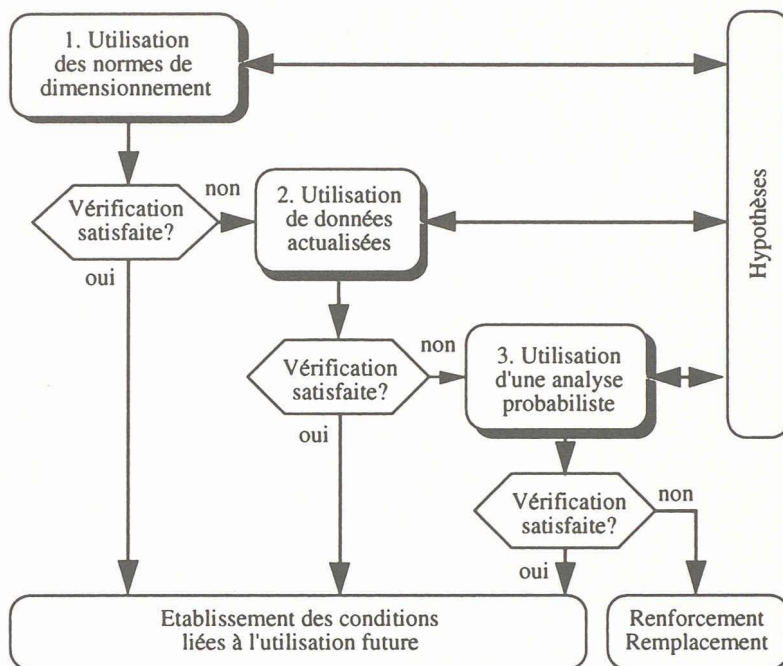 1. Utilisation
des normes de
dimensionnement
Hypothèses
Vérification
satisfaite?
non
oui
2. Utilisation
de données
actualisées
Vérification
satisfaite?
non
oui
3. Utilisation
d'une analyse
probabiliste
Vérification
satisfaite?
non
oui
Etablissement des conditions
liées à l'utilisation future
Renforcement
Remplacement